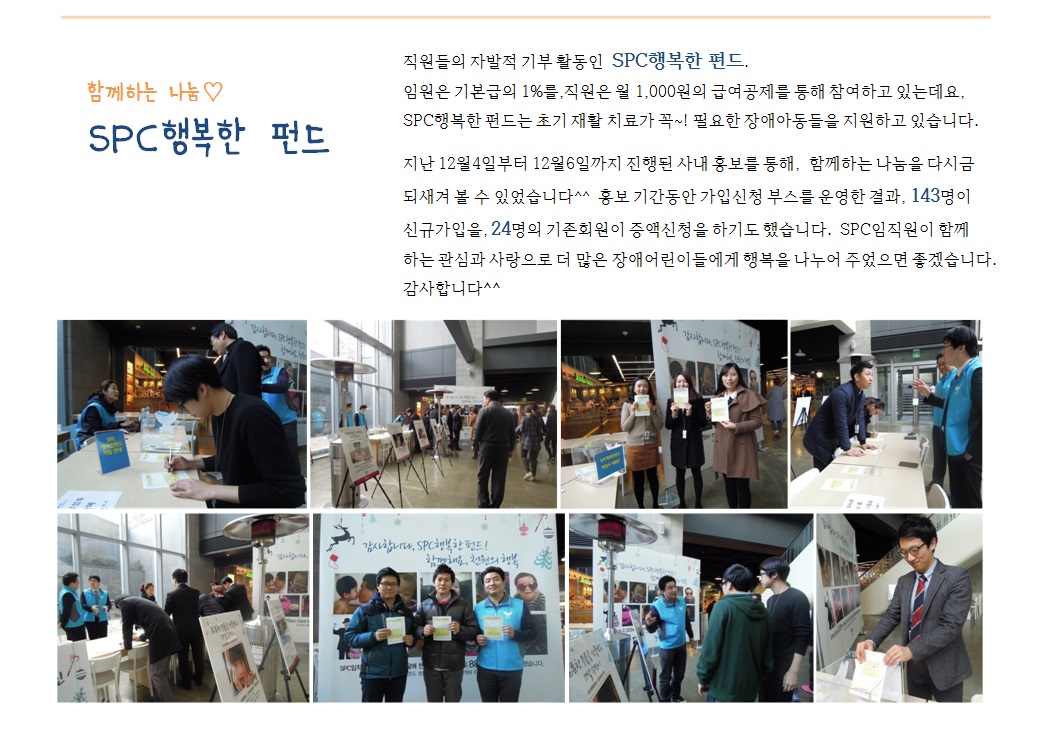 함께하는 나눔♡
SPC행복한 펀드
직원들의 자발적 기부 활동인 SPC행복한 펀드.
임원은 기본급의 1%를,직원은 월 1,000원의 급여공제를 통해 참여하고 있는데요,
SPC행복한 펀드는 초기 재활 치료가 꼭~! 필요한 장애아동들을 지원하고 있습니다.
지난 12월4일부터 12월6일까지 진행된 사내 홍보를 통해, 함께하는 나눔을 다시금
되새겨 볼 수 있었습니다^^ 홍보 기간동안 가입신청 부스를 운영한 결과, 143명이
신규가입을, 24명의 기존회원이 증액신청을 하기도 했습니다. SPC임직원이 함께
하는 관심과 사랑으로 더 많은 장애어린이들에게 행복을 나누어 주었으면 좋겠습니다.
감사합니다^^
감사합니다, SPC행복한 펀드!
함께해요, 천원의 행복